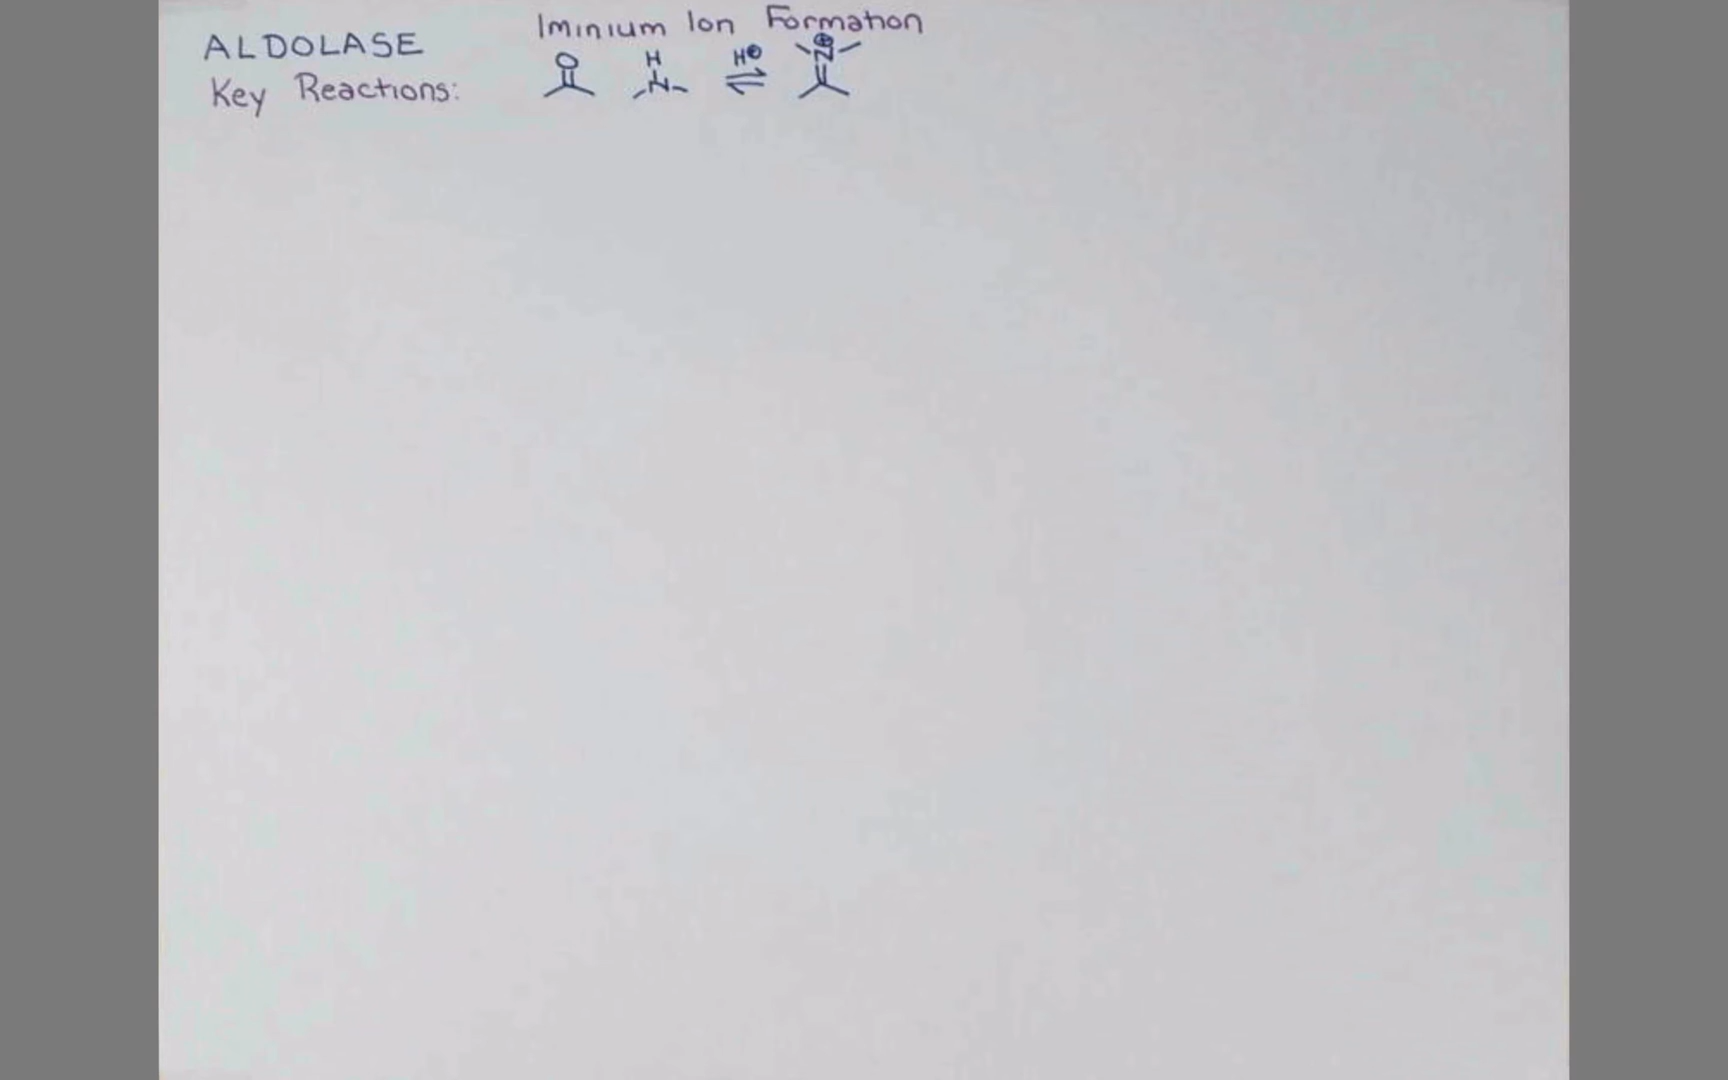 ALDOLASE
Key Reactions:
Iminium Ion Formation
O H N H⊕ ⊕ N